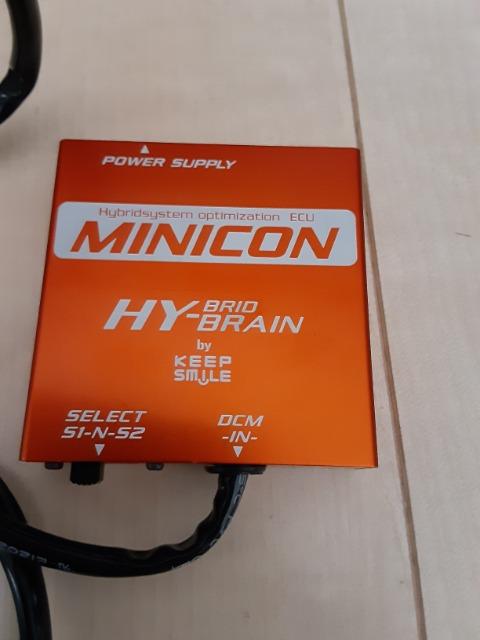 POWER SUPPLY
Hybridsystem optimization ECU
MINICON
HY-BRID
BRAIN
by
KEEP
SMiLE
SELECT
S1-N-S2
DCM
-IN-